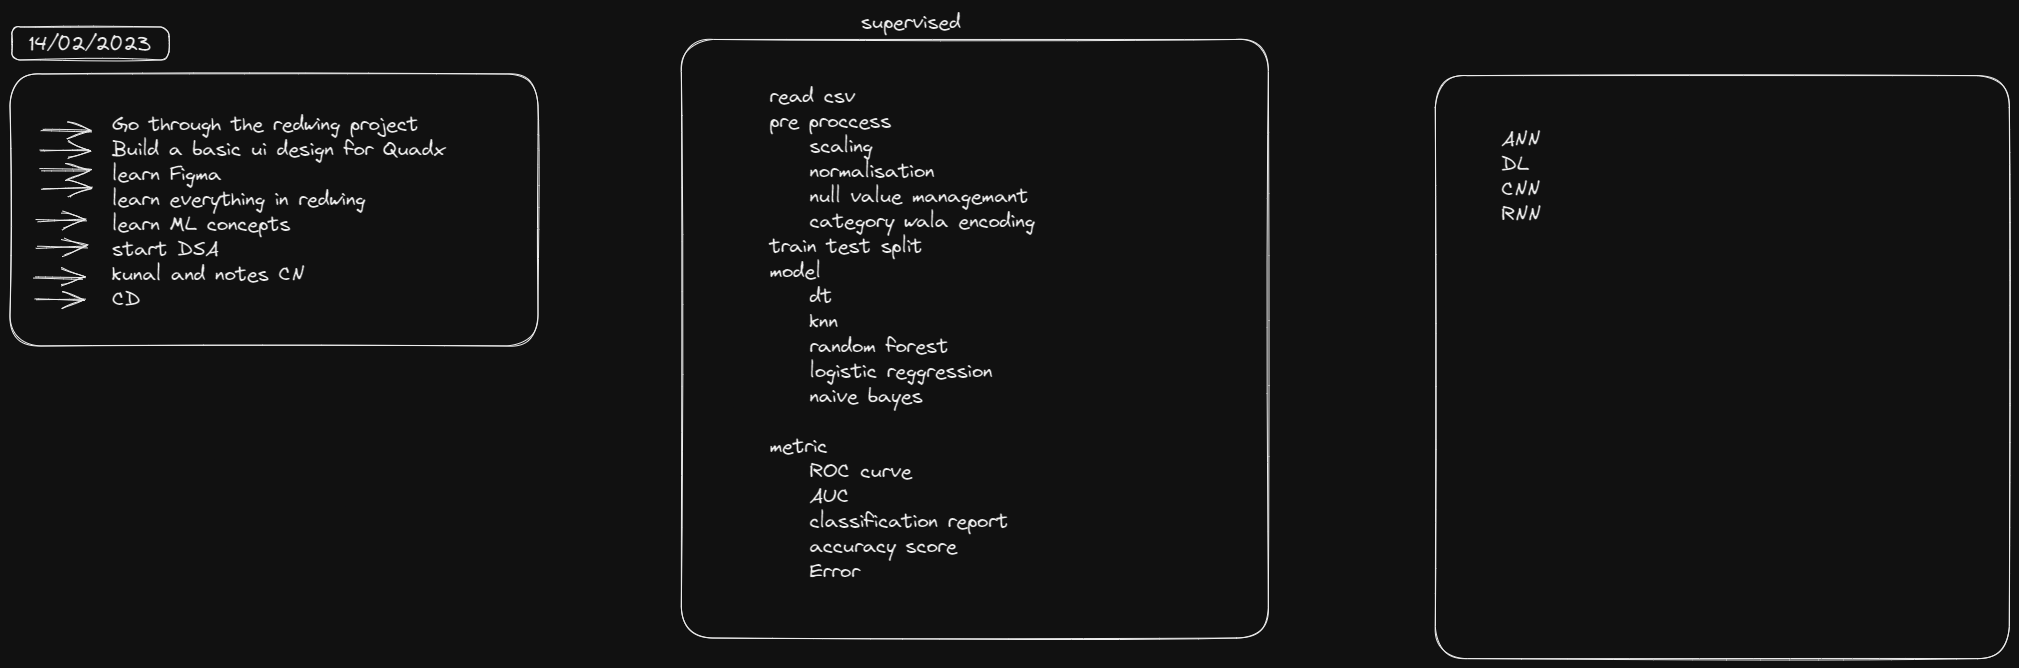 14/02/2023
Go through the redwing project
Build a basic ui design for Quadx
learn Figma
learn everything in redwing
learn ML concepts
start DSA
kunal and notes CN
CD
supervised
read csv
pre proccess
scaling
normalisation
null value managemant
category wala encoding
train test split
model
dt
knn
random forest
logistic reggression
naive bayes
metric
ROC curve
AUC
classification report
accuracy score
Error
ANN
DL
CNN
RNN